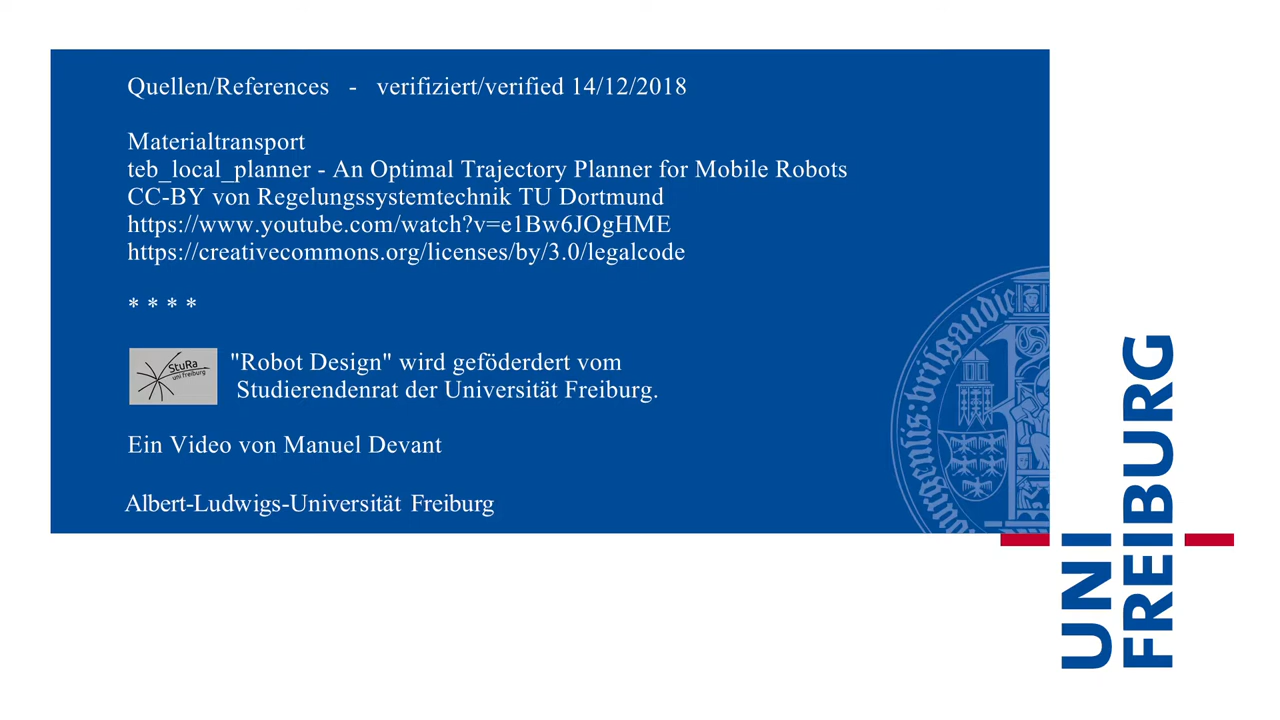 Quellen/References - verifiziert/verified 14/12/2018
Materialtransport
teb_local_planner - An Optimal Trajectory Planner for Mobile Robots
CC-BY von Regelungssystemtechnik TU Dortmund
https://www.youtube.com/watch?v=e1Bw6JOgHME
https://creativecommons.org/licenses/by/3.0/legalcode
* * * *
StuRa
uni freiburg
"Robot Design" wird geföderdert vom
Studierendenrat der Universität Freiburg.
Ein Video von Manuel Devant
Albert-Ludwigs-Universität Freiburg
UNI
FREIBURG